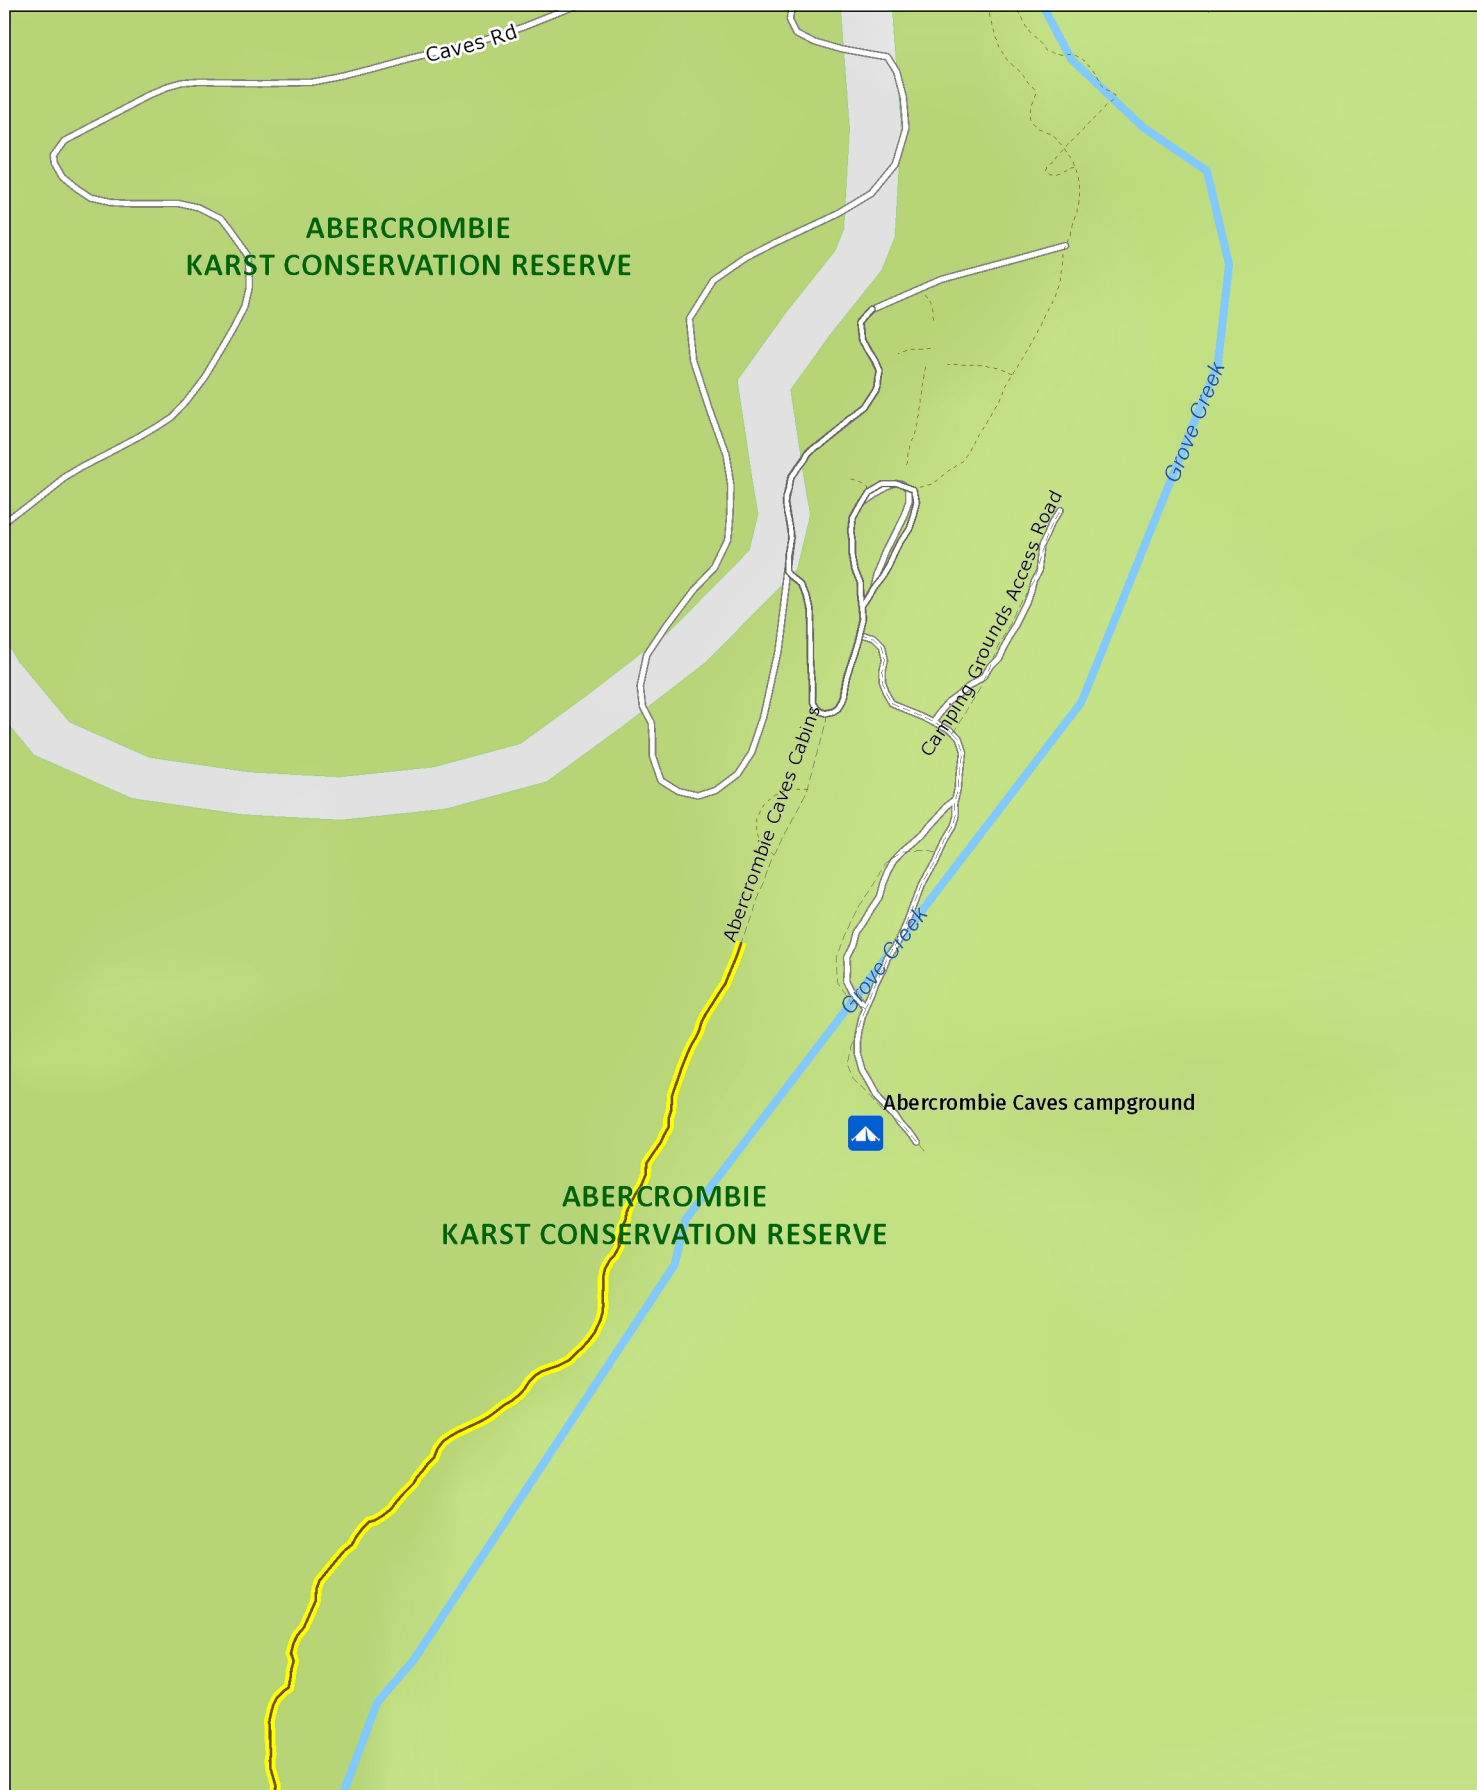 Caves Rd
ABERCROMBIE
KARST CONSERVATION RESERVE
Grove Creek
Camping Grounds Access Road
Abercrombie Caves Cabins
Grove Creek
Abercrombie Caves campground
ABERCROMBIE
KARST CONSERVATION RESERVE